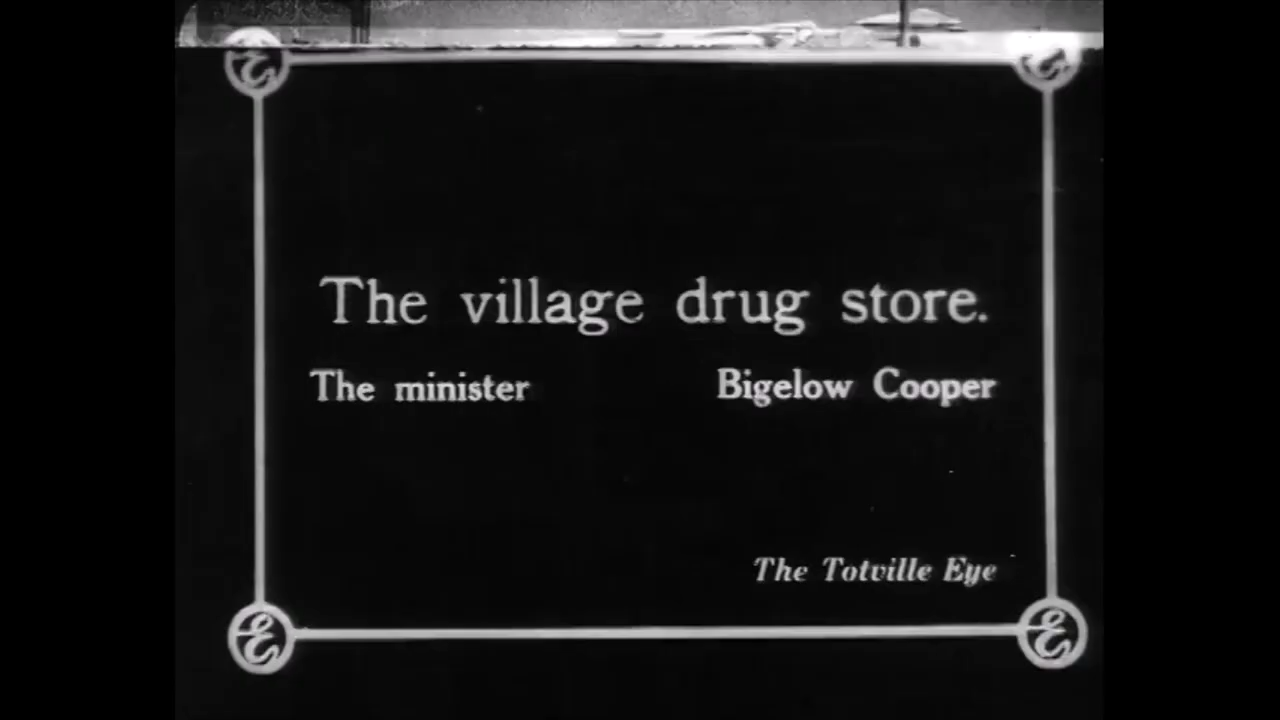 The village drug store.
The minister Bigelow Cooper
The Totville Eye
E E
E E